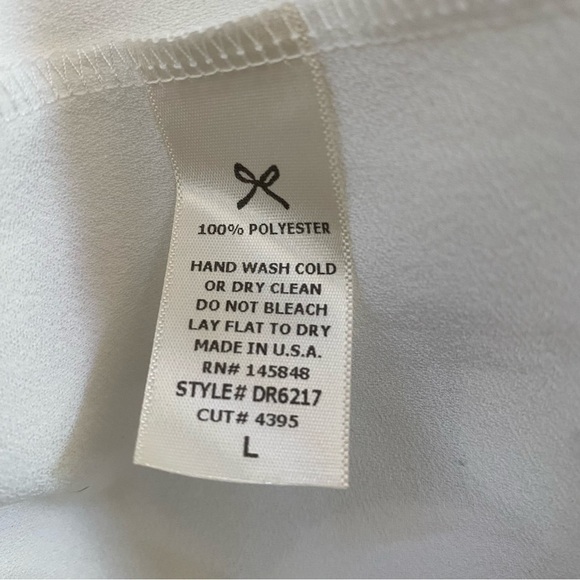 100% POLYESTER
HAND WASH COLD
OR DRY CLEAN
DO NOT BLEACH
LAY FLAT TO DRY
MADE IN U.S.A.
RN# 145848
STYLE# DR6217
CUT# 4395
L